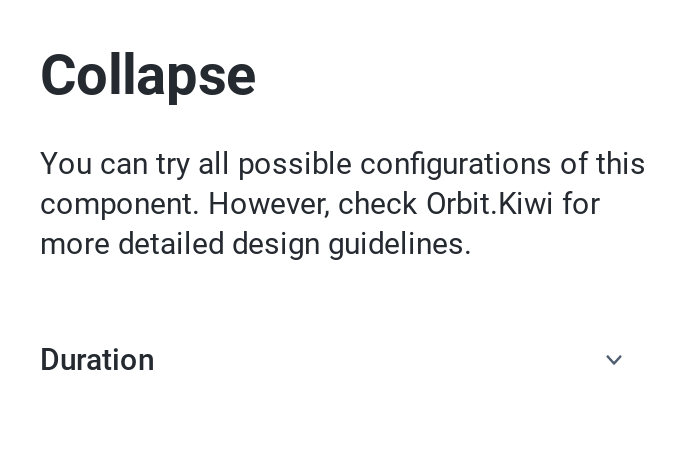 Collapse
You can try all possible configurations of this
component. However, check Orbit.Kiwi for
more detailed design guidelines.
Duration